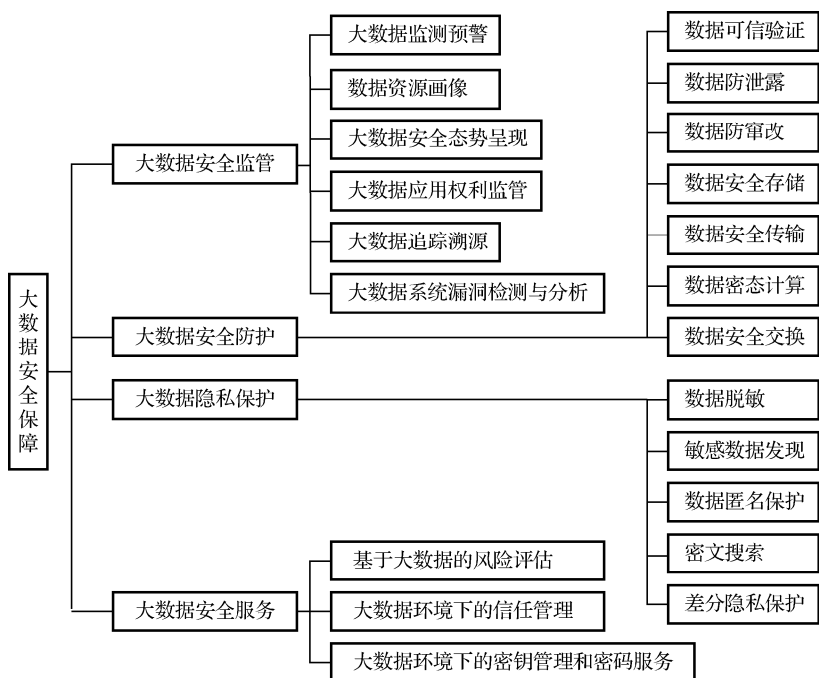 大数据安全保障
大数据安全监管
大数据监测预警
数据资源画像
大数据安全态势呈现
大数据应用权利监管
大数据追踪溯源
大数据系统漏洞检测与分析
大数据安全防护
数据可信验证
数据防泄露
数据防窜改
数据安全存储
数据安全传输
数据密态计算
数据安全交换
大数据隐私保护
数据脱敏
敏感数据发现
数据匿名保护
密文搜索
差分隐私保护
大数据安全服务
基于大数据的风险评估
大数据环境下的信任管理
大数据环境下的密钥管理和密码服务